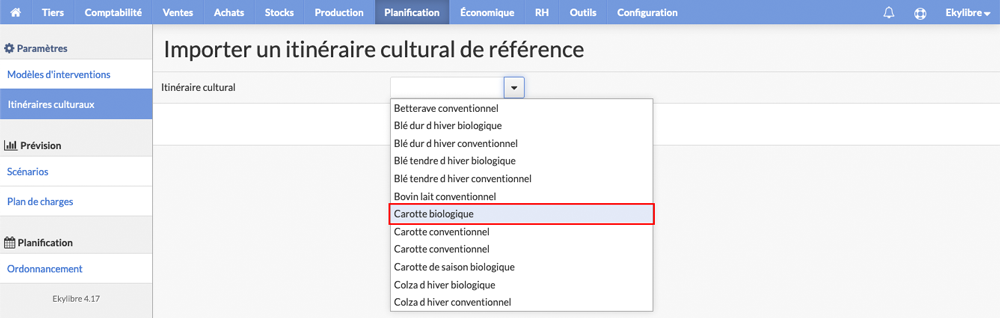 Tiers Comptabilité Ventes Achats Stocks Production Planification Économique RH Outils Configuration Ekylibre
Paramètres
Modèles d'interventions
Itinéraires culturaux
Prévision
Scénarios
Plan de charges
Planification
Ordonnancement
Ekylibre 4.17
Importer un itinéraire cultural de référence
Itinéraire cultural
Betterave conventionnel
Blé dur d hiver biologique
Blé dur d hiver conventionnel
Blé tendre d hiver biologique
Blé tendre d hiver conventionnel
Bovin lait conventionnel
Carotte biologique
Carotte conventionnel
Carotte conventionnel
Carotte de saison biologique
Colza d hiver biologique
Colza d hiver conventionnel